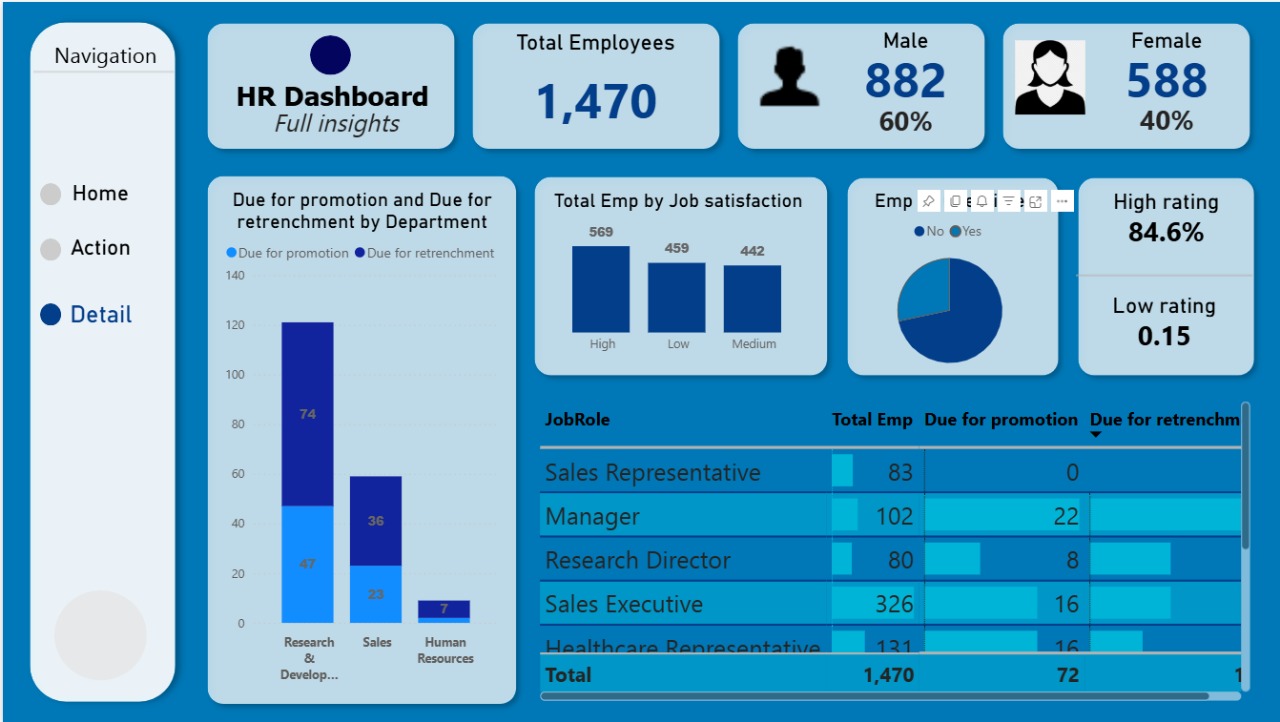 Navigation
Home
Action
Detail
HR Dashboard
Full insights
Total Employees
1,470
Male
882
60%
Female
588
40%
Due for promotion and Due for
retrenchment by Department
Due for promotion Due for retrenchment
140
120
100
80
60
40
20
0
74
47
36
23
7
Research
&
Develop...
Sales
Human
Resources
Total Emp by Job satisfaction
569
459
442
High
Low
Medium
Emp
No Yes
High rating
84.6%
Low rating
0.15
JobRole Total Emp Due for promotion Due for retrenchm
Sales Representative 83 0
Manager 102 22
Research Director 80 8
Sales Executive 326 16
Healthcare Representative 131 16
Total 1,470 72 1